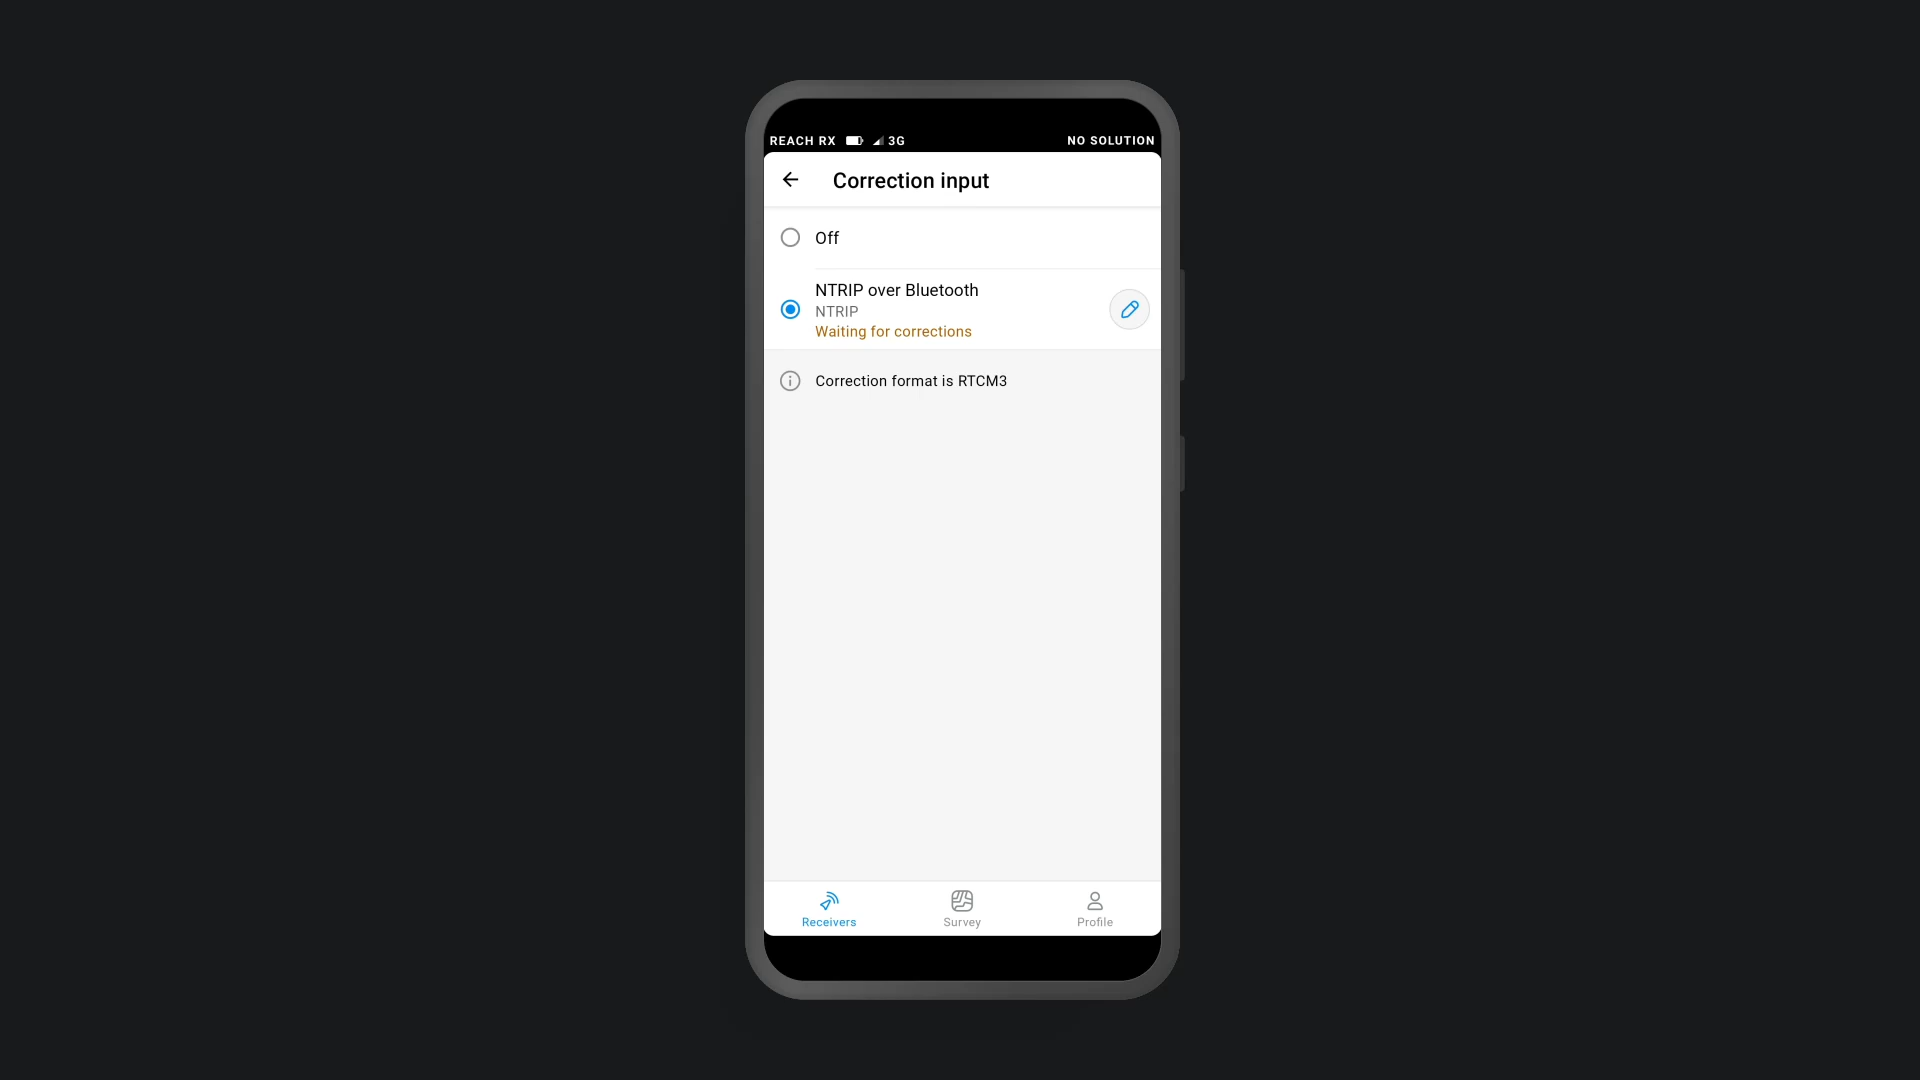 REACH RX 3G NO SOLUTION
Correction input
Off
NTRIP over Bluetooth
NTRIP
Waiting for corrections
Correction format is RTCM3
Receivers Survey Profile